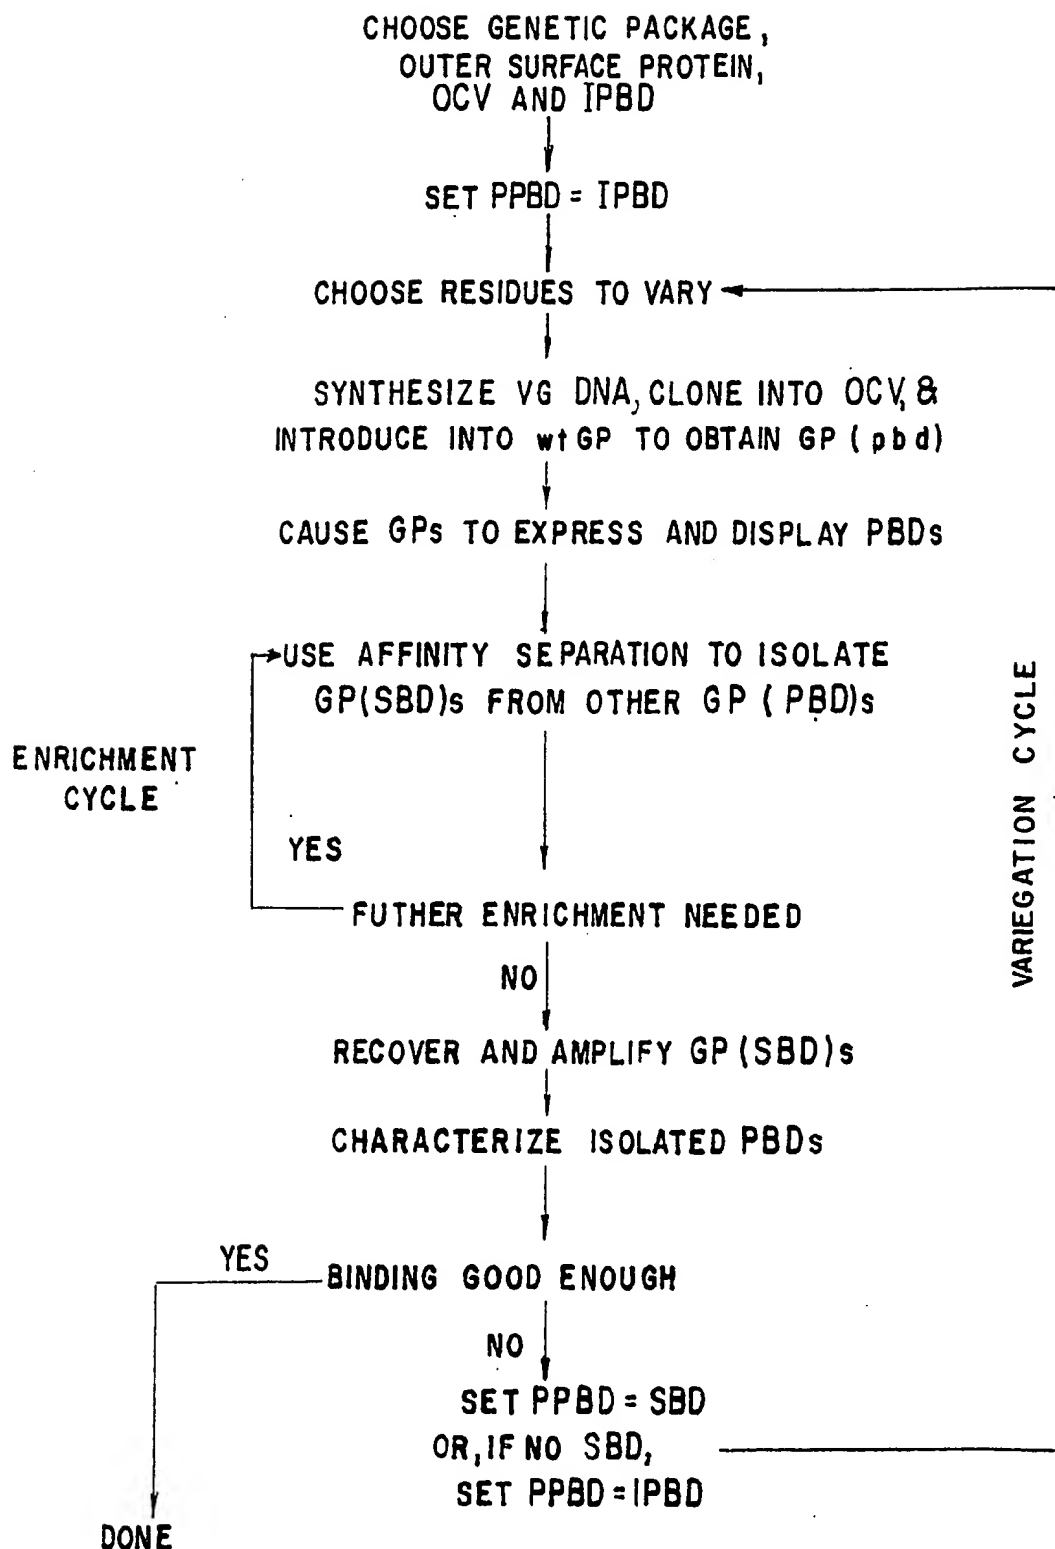 CHOOSE GENETIC PACKAGE,
OUTER SURFACE PROTEIN,
OCV AND IPBD
SET PPBD = IPBD
CHOOSE RESIDUES TO VARY
SYNTHESIZE VG DNA, CLONE INTO OCV, &
INTRODUCE INTO wtGP TO OBTAIN GP (pbd)
CAUSE GPs TO EXPRESS AND DISPLAY PBDs
USE AFFINITY SEPARATION TO ISOLATE
GP(SBD)s FROM OTHER GP (PBD)s
ENRICHMENT
CYCLE
VARIEGATION CYCLE
YES
FUTHER ENRICHMENT NEEDED
NO
RECOVER AND AMPLIFY GP(SBD)s
CHARACTERIZE ISOLATED PBDs
YES
BINDING GOOD ENOUGH
NO
SET PPBD = SBD
OR, IF NO SBD,
SET PPBD = IPBD
DONE